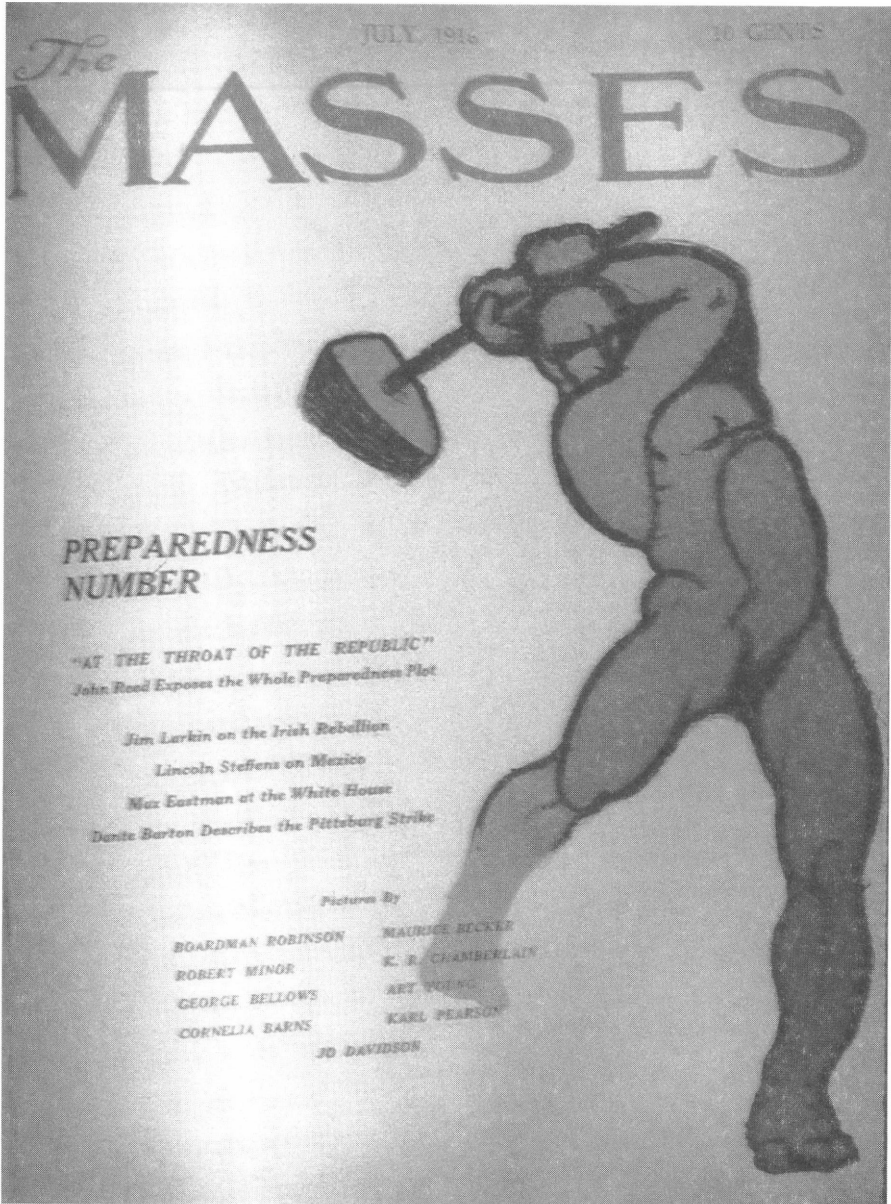 JULY, 1916
10 CENTS
The
MASSES
PREPAREDNESS
NUMBER
"AT THE THROAT OF THE REPUBLIC"
John Reed Exposes the Whole Preparedness Plot
Jim Larkin on the Irish Rebellion
Lincoln Steffens on Mexico
Max Eastman at the White House
Dante Barton Describes the Pittsburg Strike
Pictures By
BOARDMAN ROBINSON
ROBERT MINOR
GEORGE BELLOWS
CORNELIA BARNS
MAURICE BECKER
K. R. CHAMBERLAIN
ART YOUNG
KARL PEARSON
JO DAVIDSON